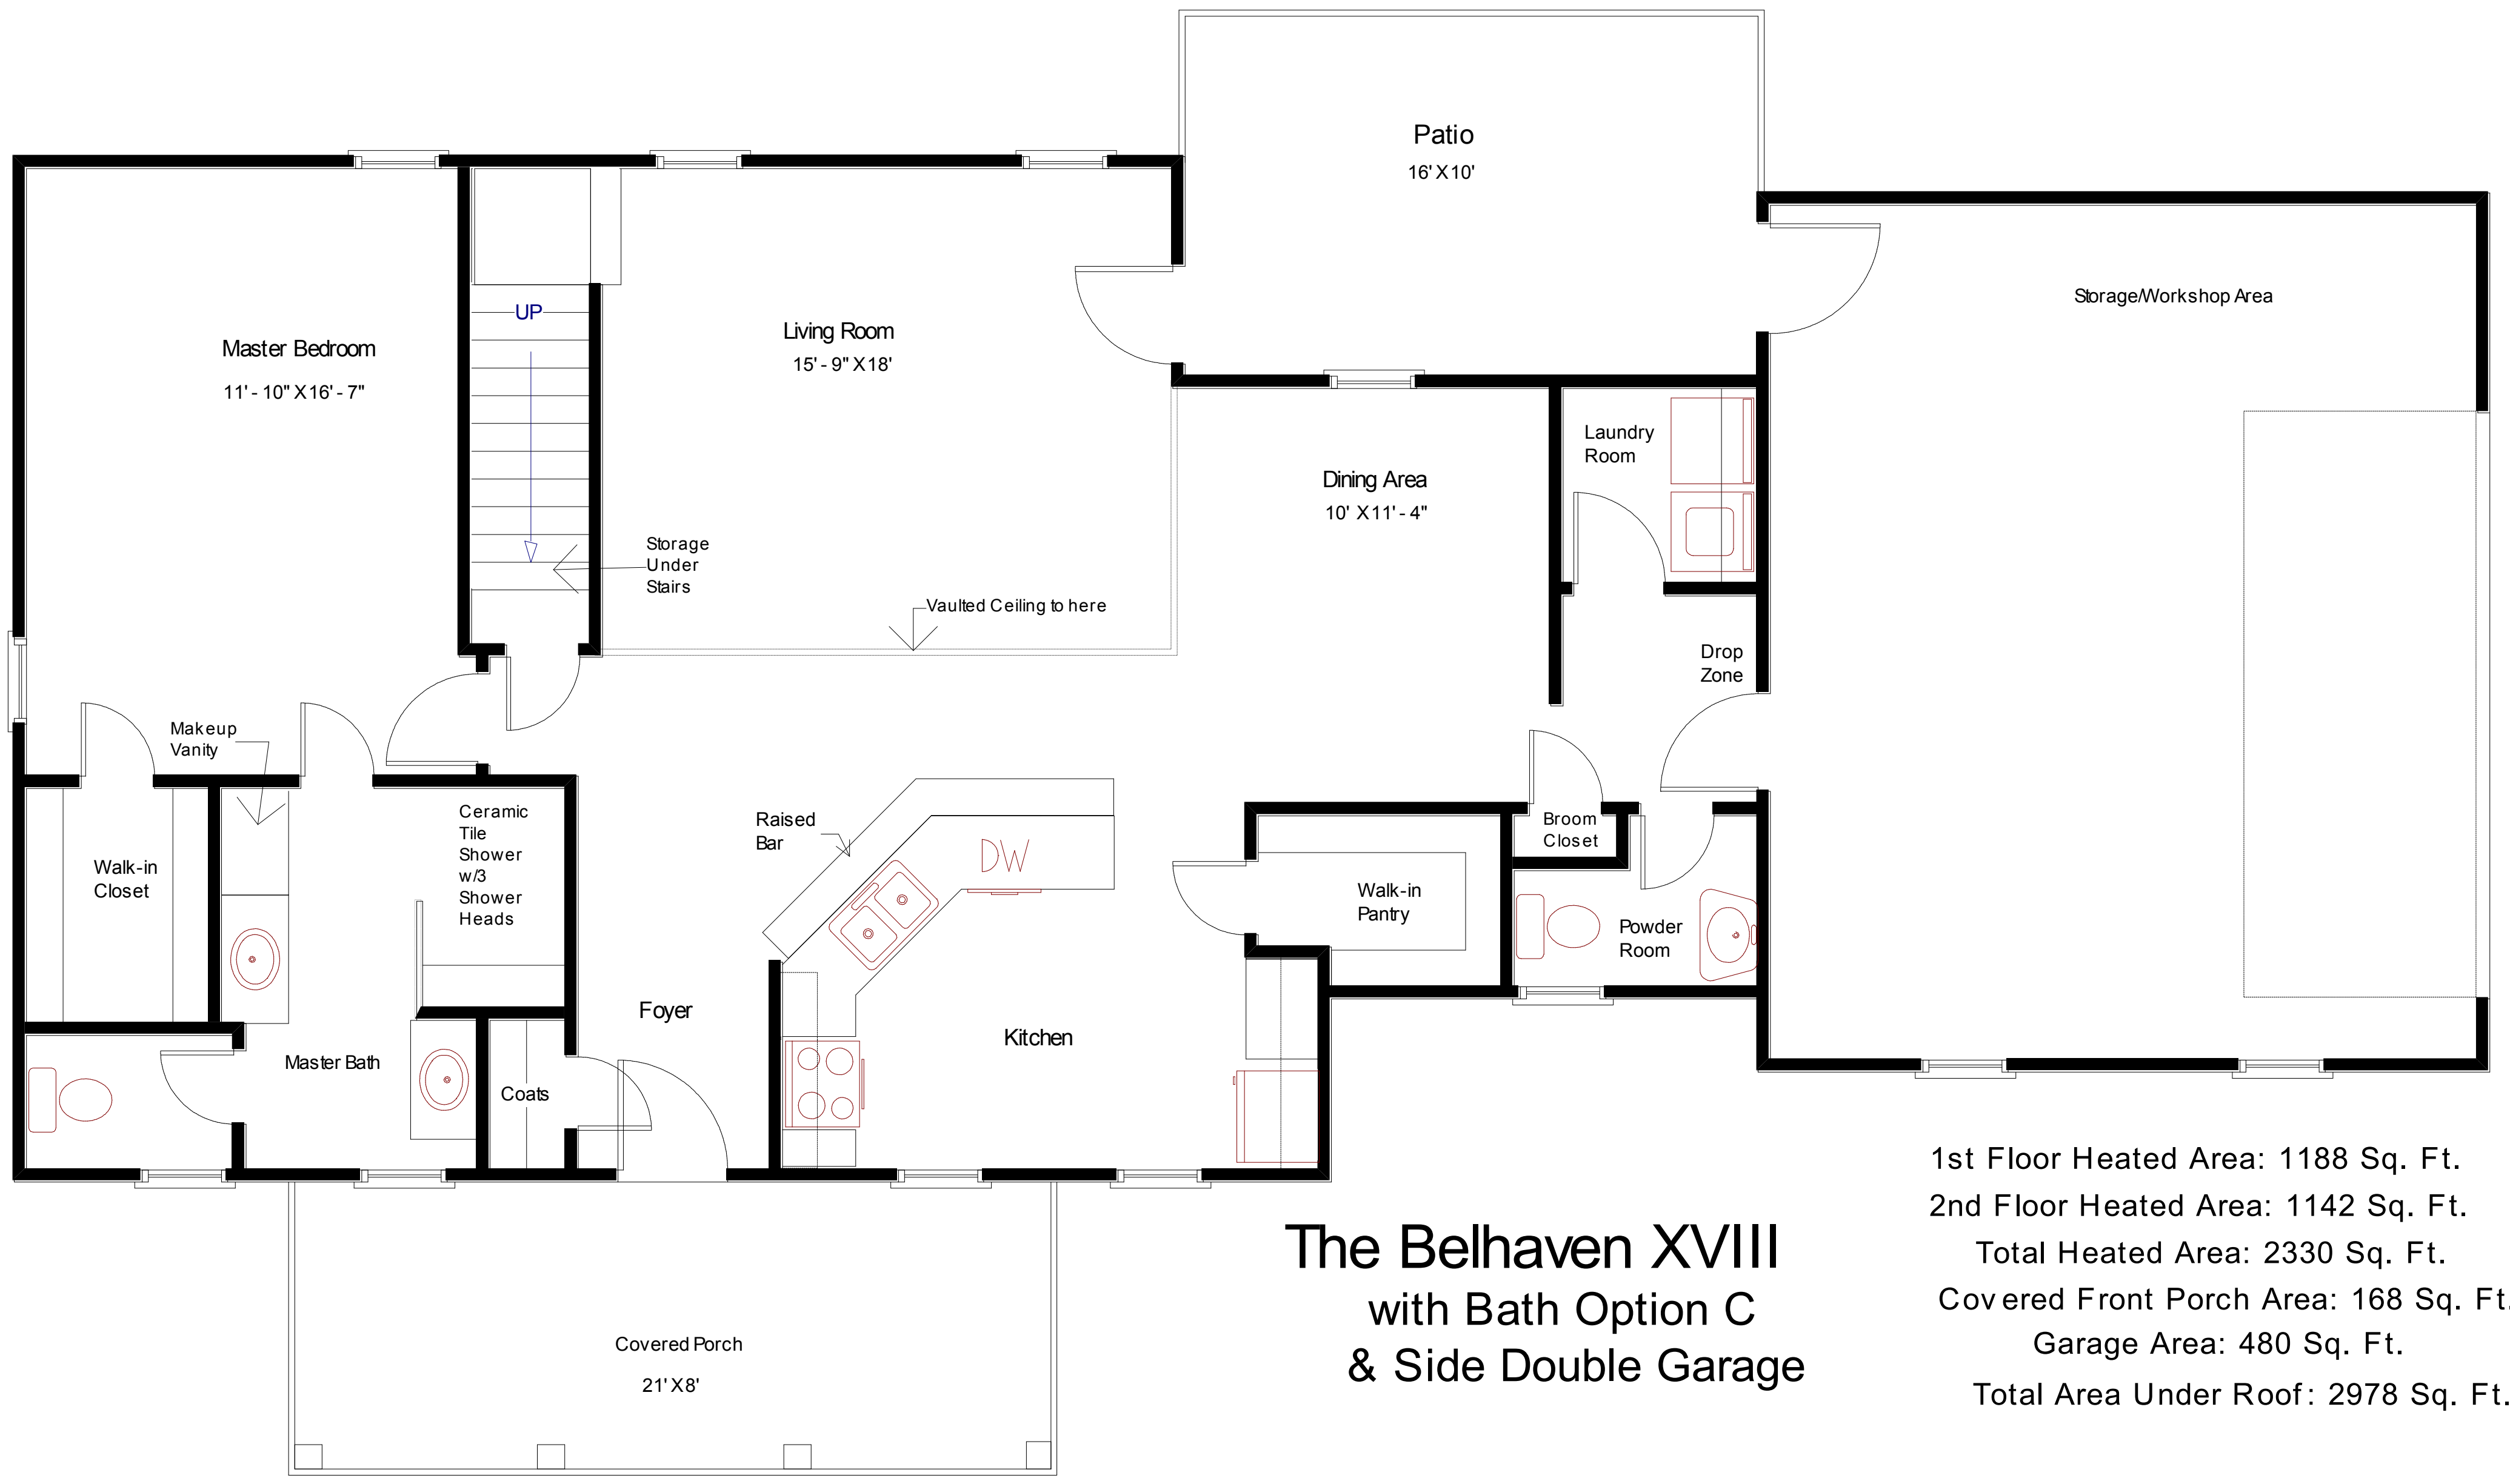 Patio
16' X 10'
Storage/Workshop Area
UP
Living Room
15' - 9" X 18'
Master Bedroom
11' - 10" X 16' - 7"
Laundry
Room
Dining Area
10' X 11' - 4"
Storage
Under
Stairs
Vaulted Ceiling to here
Drop
Zone
Makeup
Vanity
Ceramic
Tile
Shower
w/3
Shower
Heads
Raised
Bar
DW
Broom
Closet
Walk-in
Closet
Walk-in
Pantry
Powder
Room
Foyer
Kitchen
Master Bath
Coats
1st Floor Heated Area: 1188 Sq. Ft.
2nd Floor Heated Area: 1142 Sq. Ft.
Total Heated Area: 2330 Sq. Ft.
Covered Front Porch Area: 168 Sq. Ft.
Garage Area: 480 Sq. Ft.
Total Area Under Roof: 2978 Sq. Ft.
The Belhaven XVIII
with Bath Option C
& Side Double Garage
Covered Porch
21' X 8'